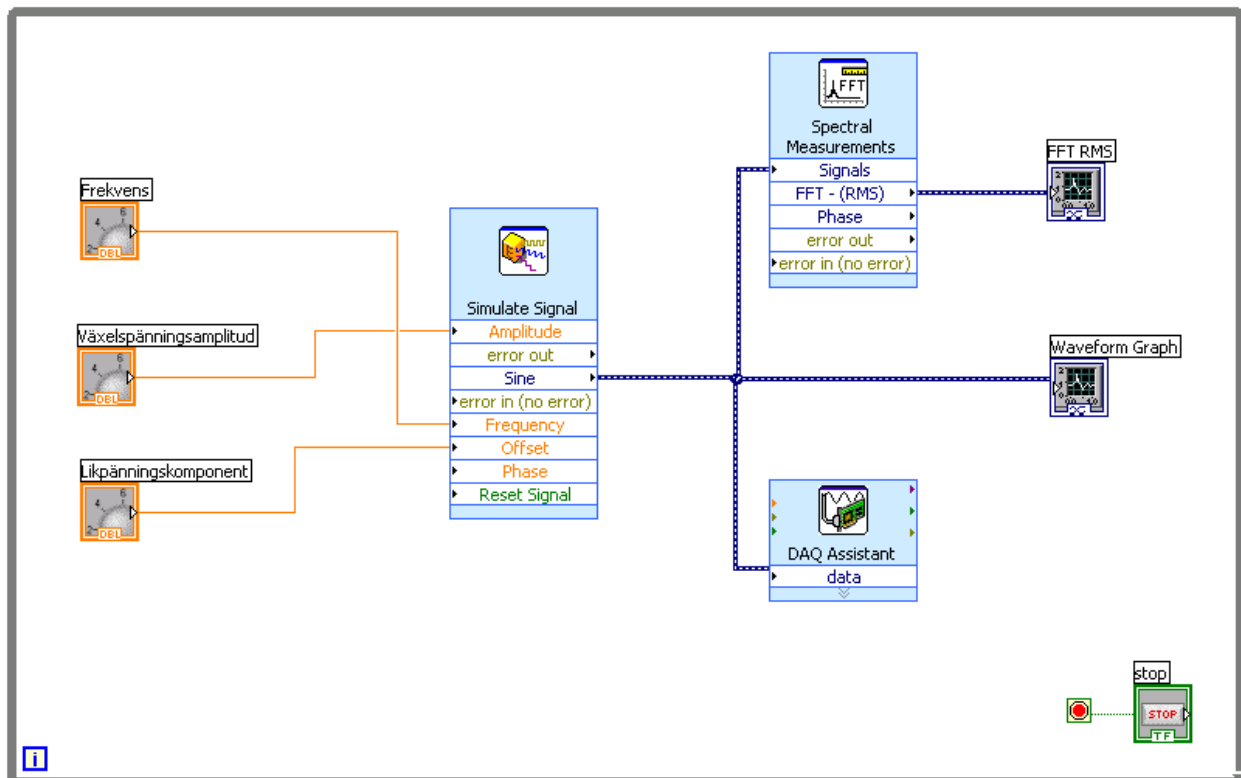 FFT
Spectral
Measurements
Signals
FFT - (RMS)
Phase
error out
error in (no error)
FFT RMS
Frekvens
DBL
Växelspänningsamplitud
DBL
Likpänningskomponent
DBL
Simulate Signal
Amplitude
error out
Sine
error in (no error)
Frequency
Offset
Phase
Reset Signal
Waveform Graph
DAQ Assistant
data
stop
STOP
TF
i